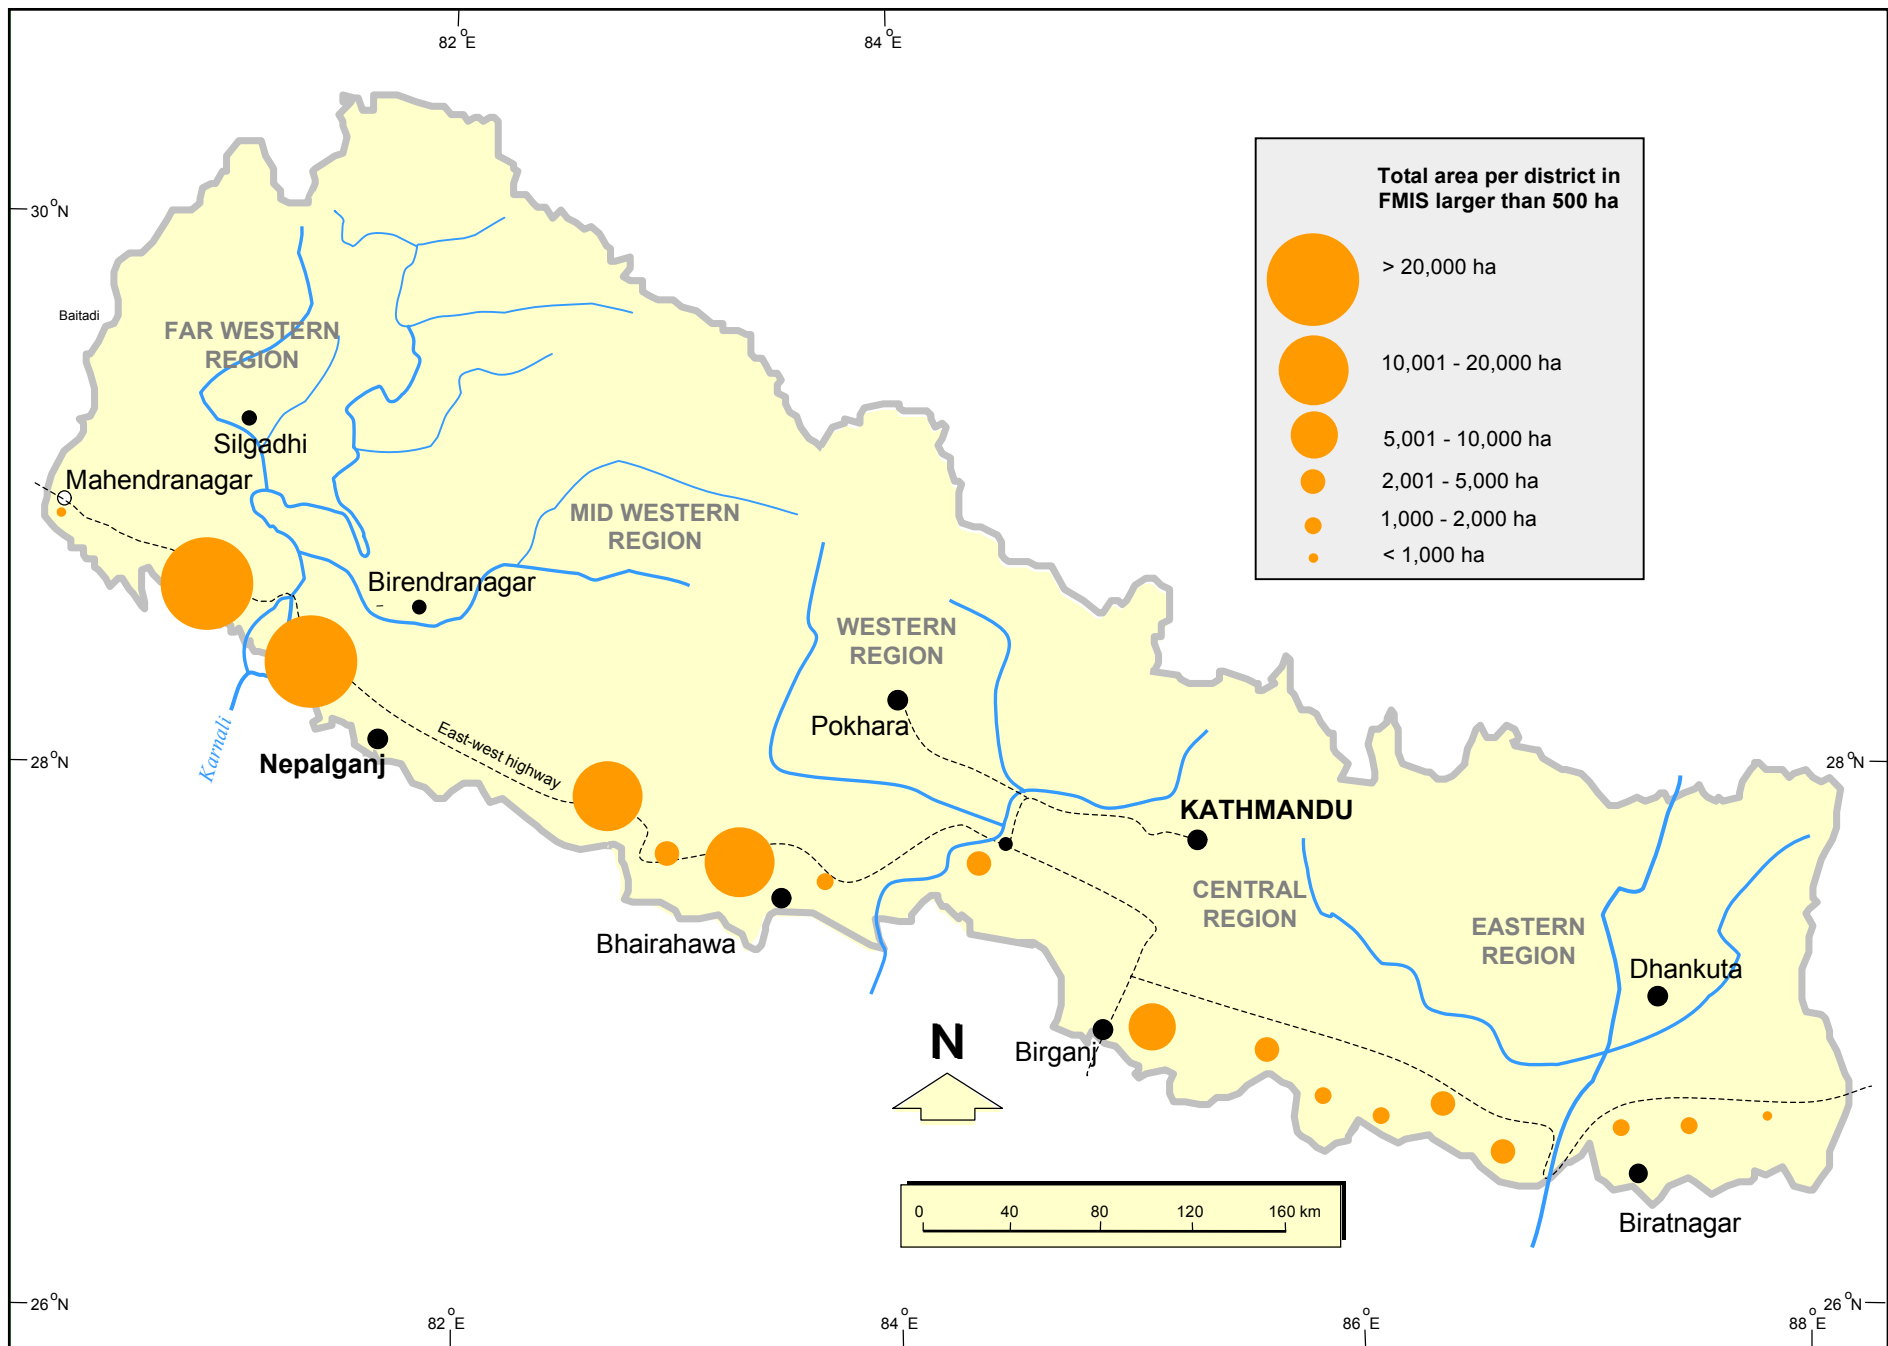 82 °E
84 °E
Total area per district in
FMIS larger than 500 ha
> 20,000 ha
10,001 - 20,000 ha
5,001 - 10,000 ha
2,001 - 5,000 ha
1,000 - 2,000 ha
< 1,000 ha
30°N
Baitadi
FAR WESTERN
REGION
Silgadhi
Mahendranagar
MID WESTERN
REGION
Birendranagar
WESTERN
REGION
Pokhara
Karnali
East-west highway
Nepalganj
28°N
28°N
KATHMANDU
CENTRAL
REGION
EASTERN
REGION
Bhairahawa
Dhankuta
N
Birganj
0 40 80 120 160 km
Biratnagar
26°N
26°N
82 °E
84 °E
86 °E
88 °E